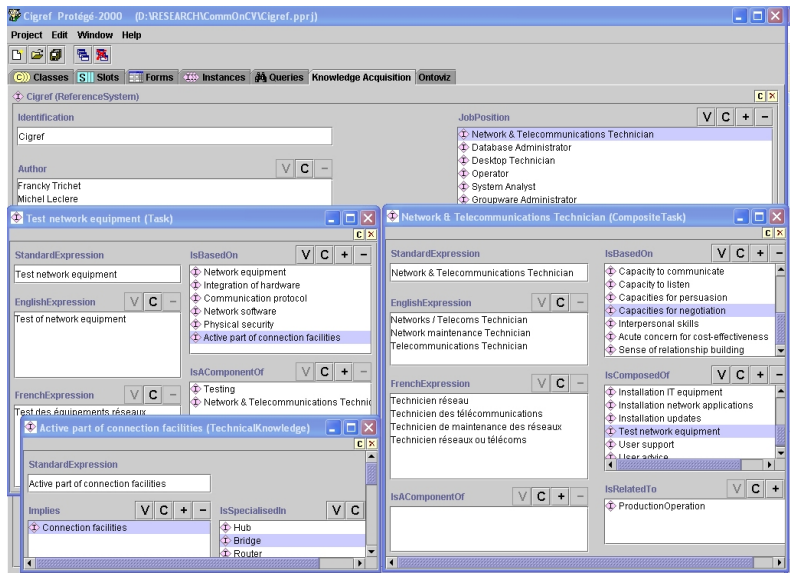 Cigref Protégé-2000 (D:\RESEARCH\CommOnCV\Cigref.pprj)
Project Edit Window Help
C Classes S Slots Forms Instances Queries Knowledge Acquisition Ontoviz
Cigref (ReferenceSystem) C X
Identification
Cigref
Author V C −
Francky Trichet
Michel Leclere
JobPosition V C + −
Network & Telecommunications Technician
Database Administrator
Desktop Technician
Operator
System Analyst
Groupware Administrator
Test network equipment (Task)
C X
StandardExpression
Test network equipment
EnglishExpression V C −
Test of network equipment
FrenchExpression V C −
Test des équipements réseaux
IsBasedOn V C + −
Network equipment
Integration of hardware
Communication protocol
Network software
Physical security
Active part of connection facilities
IsAComponentOf V C + −
Testing
Network & Telecommunications Technic
Active part of connection facilities (TechnicalKnowledge)
C X
StandardExpression
Active part of connection facilities
Implies V C + −
Connection facilities
IsSpecialisedIn V C
Hub
Bridge
Router
Network & Telecommunications Technician (CompositeTask)
C X
StandardExpression
Network & Telecommunications Technician
EnglishExpression V C −
Networks / Telecoms Technician
Network maintenance Technician
Telecommunications Technician
FrenchExpression V C −
Technicien réseau
Technicien des télécommunications
Technicien de maintenance des réseaux
Technicien réseaux ou télécoms
IsAComponentOf V C + −
IsBasedOn V C + −
Capacity to communicate
Capacity to listen
Capacities for persuasion
Capacities for negotiation
Interpersonal skills
Acute concern for cost-effectiveness
Sense of relationship building
IsComposedOf V C + −
Installation IT equipment
Installation network applications
Installation updates
Test network equipment
User support
User advice
IsRelatedTo V C +
ProductionOperation